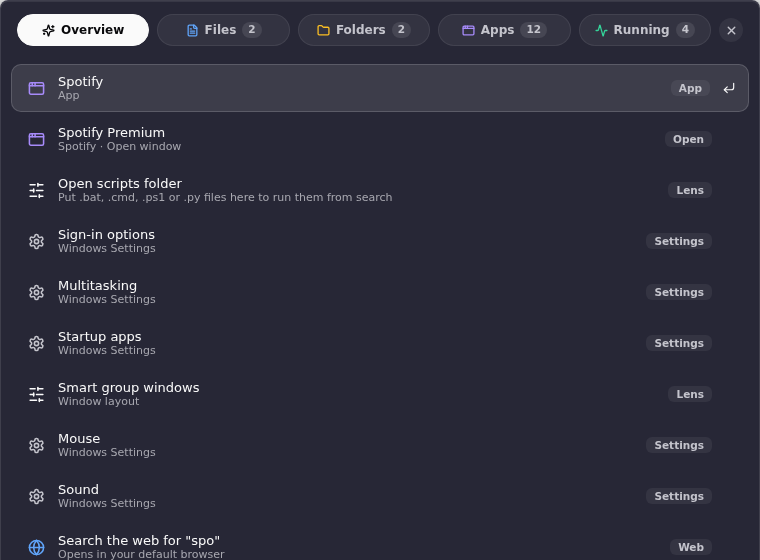 Overview
Files 2
Folders 2
Apps 12
Running 4
Spotify
App
App
Spotify Premium
Spotify · Open window
Open
Open scripts folder
Put .bat, .cmd, .ps1 or .py files here to run them from search
Lens
Sign-in options
Windows Settings
Settings
Multitasking
Windows Settings
Settings
Startup apps
Windows Settings
Settings
Smart group windows
Window layout
Lens
Mouse
Windows Settings
Settings
Sound
Windows Settings
Settings
Search the web for "spo"
Opens in your default browser
Web